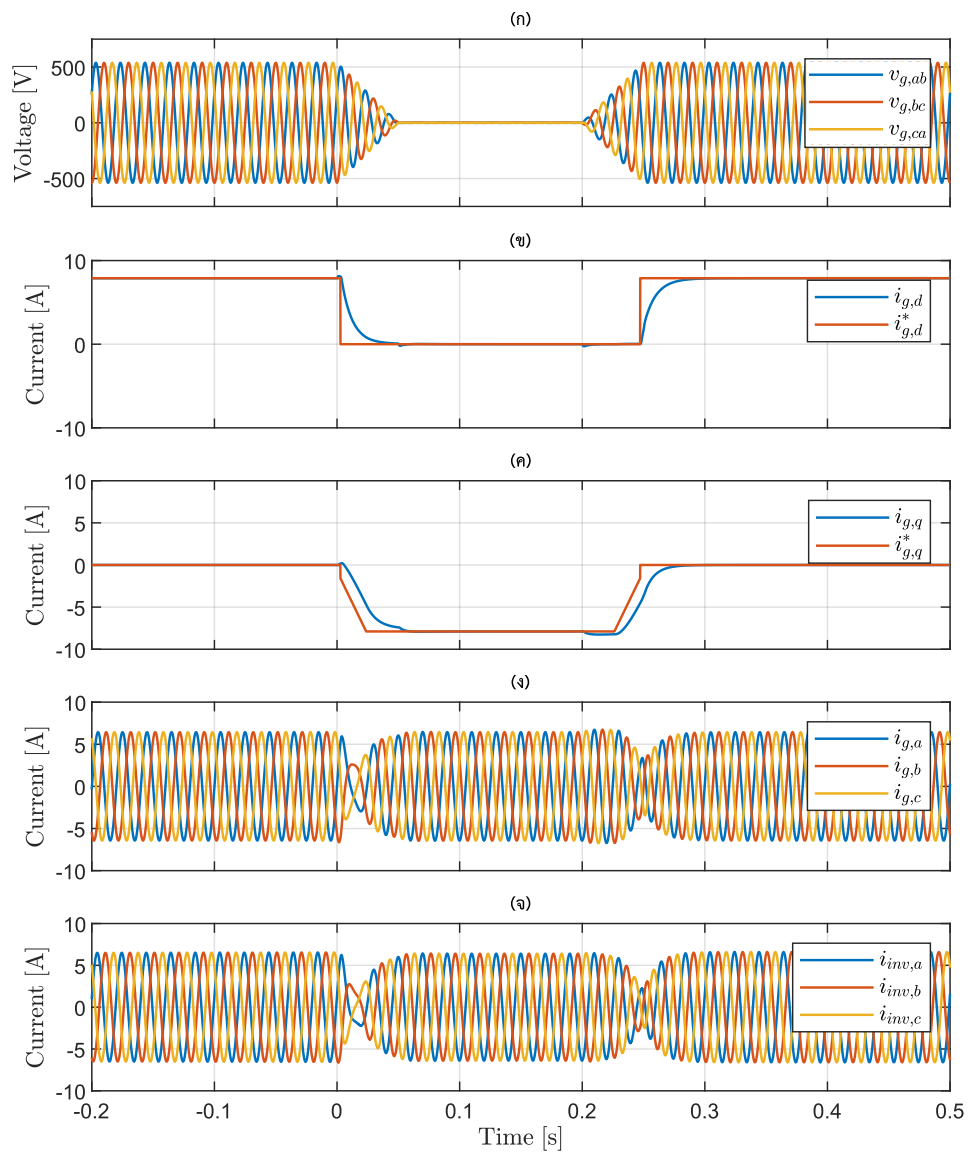 (ก)
Voltage [V]
500
0
-500
v_{g,ab}
v_{g,bc}
v_{g,ca}
(ข)
Current [A]
10
0
-10
i_{g,d}
i^*_{g,d}
(ค)
Current [A]
10
5
0
-5
-10
i_{g,q}
i^*_{g,q}
(ง)
Current [A]
10
5
0
-5
-10
i_{g,a}
i_{g,b}
i_{g,c}
(จ)
Current [A]
10
5
0
-5
-10
i_{inv,a}
i_{inv,b}
i_{inv,c}
-0.2 -0.1 0 0.1 0.2 0.3 0.4 0.5
Time [s]